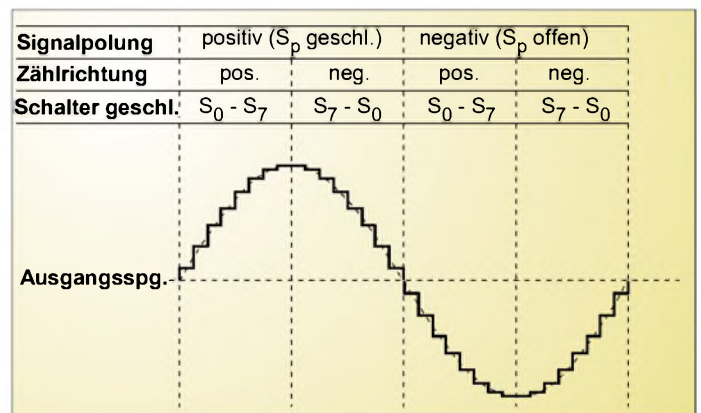 Signalpolung positiv (Sp geschl.) negativ (Sp offen)
Zählrichtung pos. neg. pos. neg.
Schalter geschl. S0 - S7 S7 - S0 S0 - S7 S7 - S0
Ausgangsspg.